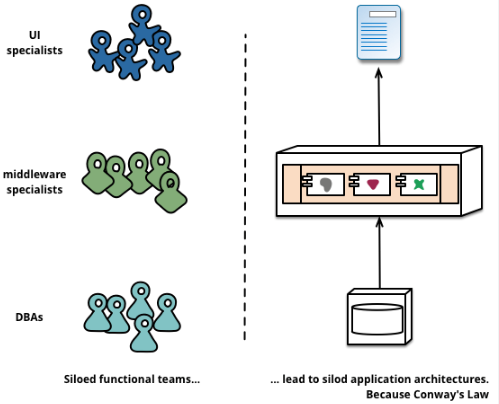 UI
specialists
middleware
specialists
DBAs
Siloed functional teams...
... lead to silod application architectures.
Because Conway's Law